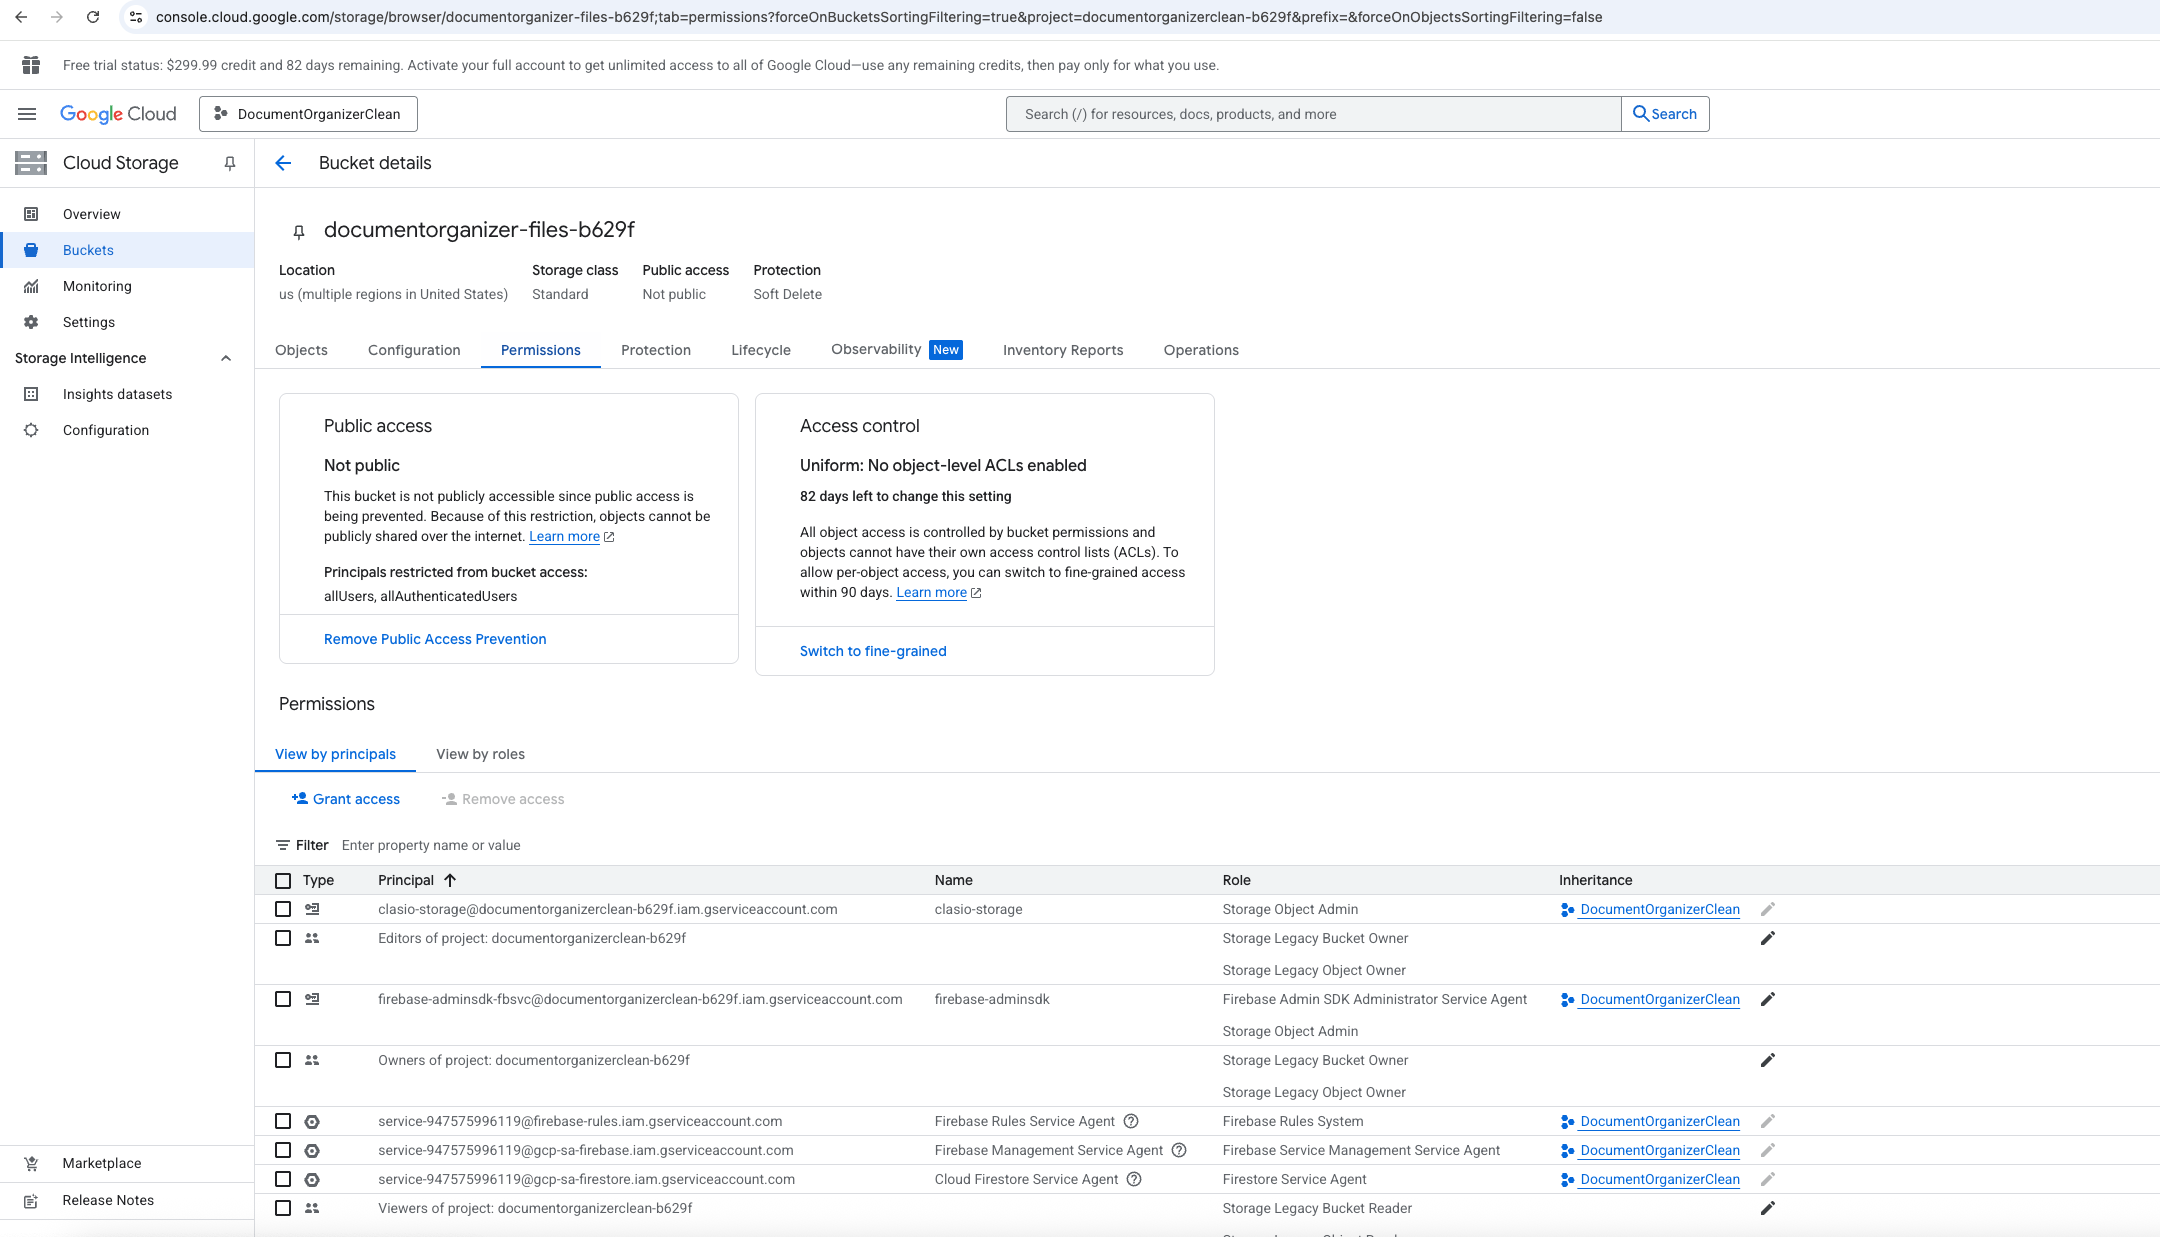 console.cloud.google.com/storage/browser/documentorganizer-files-b629f;tab=permissions?forceOnBucketsSortingFiltering=true&project=documentorganizerclean-b629f&prefix=&forceOnObjectsSortingFiltering=false
Free trial status: $299.99 credit and 82 days remaining. Activate your full account to get unlimited access to all of Google Cloud—use any remaining credits, then pay only for what you use.
Google Cloud
DocumentOrganizerClean
Search (/) for resources, docs, products, and more
Search
Cloud Storage
Overview
Buckets
Monitoring
Settings
Storage Intelligence
Insights datasets
Configuration
Marketplace
Release Notes
Bucket details
documentorganizer-files-b629f
Location Storage class Public access Protection
us (multiple regions in United States) Standard Not public Soft Delete
Objects Configuration Permissions Protection Lifecycle Observability New Inventory Reports Operations
Public access
Not public
This bucket is not publicly accessible since public access is
being prevented. Because of this restriction, objects cannot be
publicly shared over the internet. Learn more
Principals restricted from bucket access:
allUsers, allAuthenticatedUsers
Remove Public Access Prevention
Access control
Uniform: No object-level ACLs enabled
82 days left to change this setting
All object access is controlled by bucket permissions and
objects cannot have their own access control lists (ACLs). To
allow per-object access, you can switch to fine-grained access
within 90 days. Learn more
Switch to fine-grained
Permissions
View by principals View by roles
Grant access Remove access
Filter Enter property name or value
Type Principal Name Role Inheritance
clasio-storage@documentorganizerclean-b629f.iam.gserviceaccount.com clasio-storage Storage Object Admin DocumentOrganizerClean
Editors of project: documentorganizerclean-b629f Storage Legacy Bucket Owner
Storage Legacy Object Owner
firebase-adminsdk-fbsvc@documentorganizerclean-b629f.iam.gserviceaccount.com firebase-adminsdk Firebase Admin SDK Administrator Service Agent DocumentOrganizerClean
Storage Object Admin
Owners of project: documentorganizerclean-b629f Storage Legacy Bucket Owner
Storage Legacy Object Owner
service-947575996119@firebase-rules.iam.gserviceaccount.com Firebase Rules Service Agent Firebase Rules System DocumentOrganizerClean
service-947575996119@gcp-sa-firebase.iam.gserviceaccount.com Firebase Management Service Agent Firebase Service Management Service Agent DocumentOrganizerClean
service-947575996119@gcp-sa-firestore.iam.gserviceaccount.com Cloud Firestore Service Agent Firestore Service Agent DocumentOrganizerClean
Viewers of project: documentorganizerclean-b629f Storage Legacy Bucket Reader